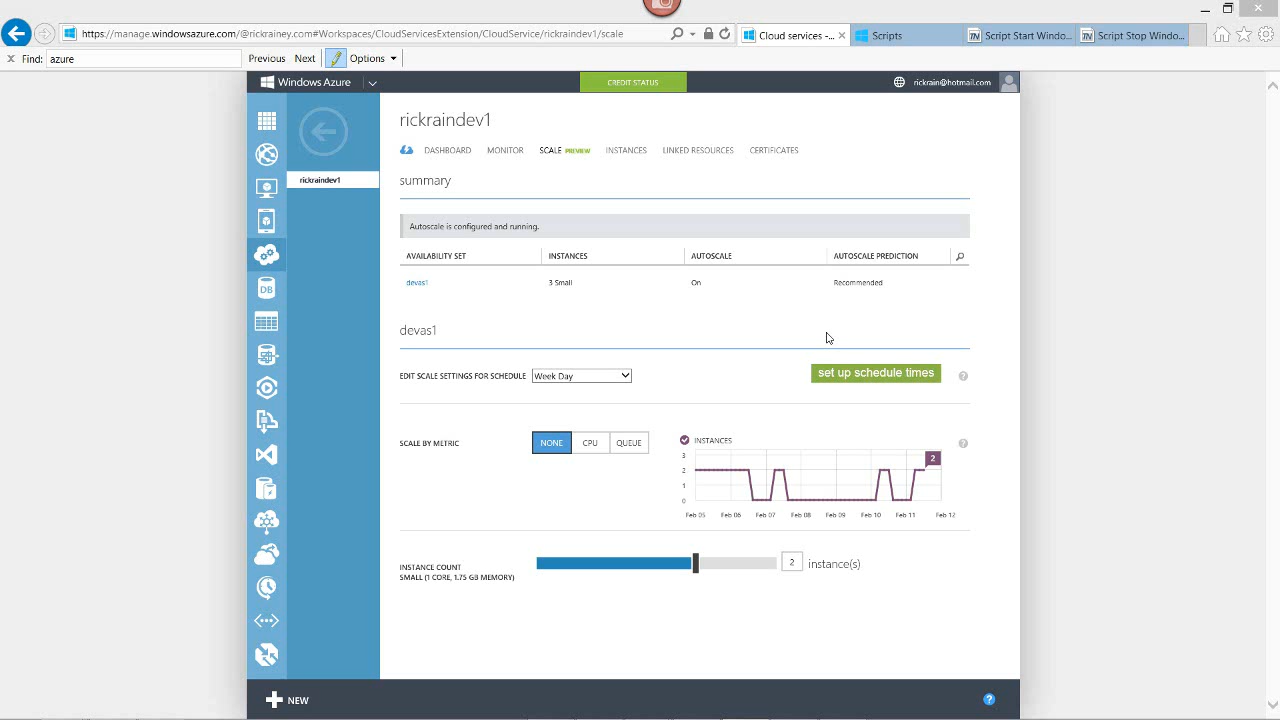 https://manage.windowsazure.com/@rickrainey.com#Workspaces/CloudServicesExtension/CloudService/rickraindev1/scale
Cloud services -...
Scripts
Script Start Windo...
Script Stop Windo...
Find: azure
Previous Next Options
Windows Azure
CREDIT STATUS
rickrain@hotmail.com
rickraindev1
rickraindev1
DASHBOARD MONITOR SCALE PREVIEW INSTANCES LINKED RESOURCES CERTIFICATES
summary
Autoscale is configured and running.
AVAILABILITY SET INSTANCES AUTOSCALE AUTOSCALE PREDICTION
devas1 3 Small On Recommended
devas1
EDIT SCALE SETTINGS FOR SCHEDULE Week Day set up schedule times ?
SCALE BY METRIC NONE CPU QUEUE INSTANCES ?
3
2
2
1
0
Feb 05 Feb 06 Feb 07 Feb 08 Feb 09 Feb 10 Feb 11 Feb 12
INSTANCE COUNT
SMALL (1 CORE, 1.75 GB MEMORY)
2 instance(s)
DB
NEW
?